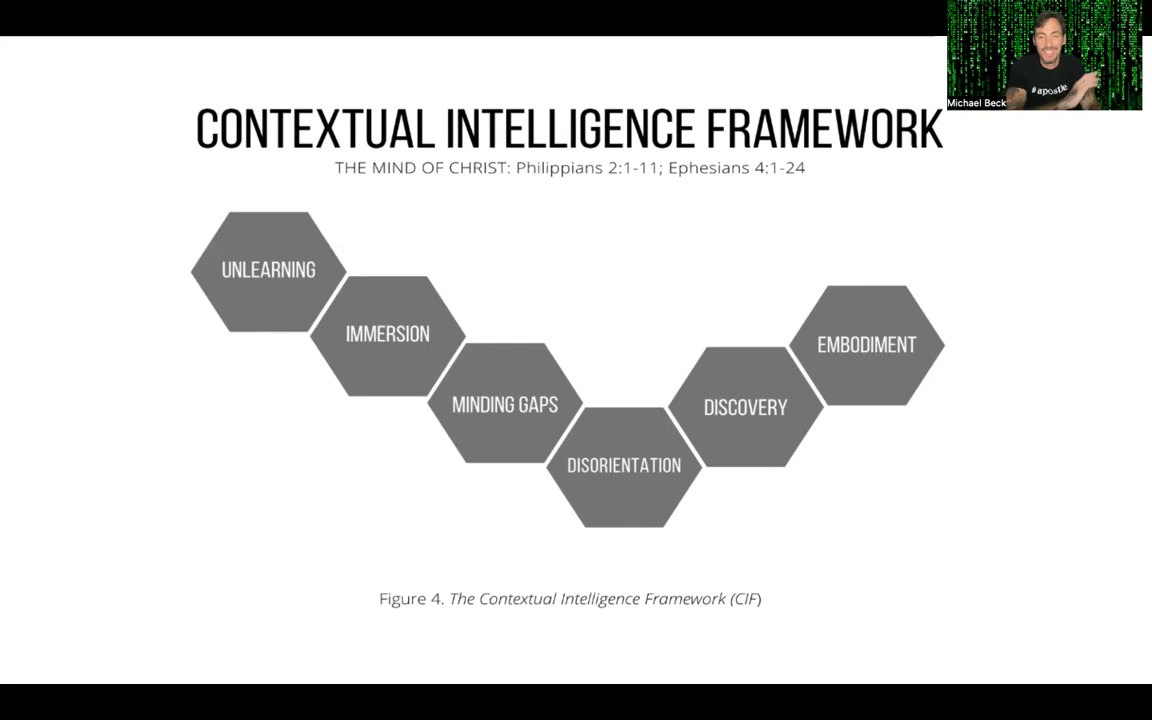 CONTEXTUAL INTELLIGENCE FRAMEWORK
THE MIND OF CHRIST: Philippians 2:1-11; Ephesians 4:1-24
UNLEARNING
IMMERSION
MINDING GAPS
DISORIENTATION
DISCOVERY
EMBODIMENT
Figure 4. The Contextual Intelligence Framework (CIF)
#apostle
Michael Beck